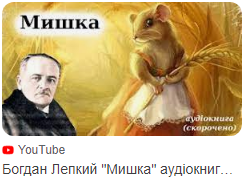 Мишка
аудіокнига
(скорочено)
YouTube
Богдан Лепкий "Мишка" аудіокниг…